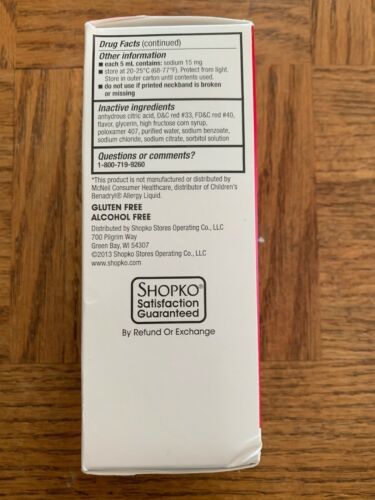 Drug Facts (continued)
Other information
■ each 5 mL contains: sodium 15 mg
■ store at 20-25°C (68-77°F). Protect from light.
Store in outer carton until contents used.
■ do not use if printed neckband is broken
or missing
Inactive ingredients
anhydrous citric acid, D&C red #33, FD&C red #40,
flavor, glycerin, high fructose corn syrup,
poloxamer 407, purified water, sodium benzoate,
sodium chloride, sodium citrate, sorbitol solution
Questions or comments?
1-800-719-9260
*This product is not manufactured or distributed by
McNeil Consumer Healthcare, distributor of Children's
Benadryl® Allergy Liquid.
GLUTEN FREE
ALCOHOL FREE
Distributed by Shopko Stores Operating Co., LLC
700 Pilgrim Way
Green Bay, WI 54307
©2013 Shopko Stores Operating Co., LLC
www.shopko.com
SHOPKO®
Satisfaction
Guaranteed
By Refund Or Exchange